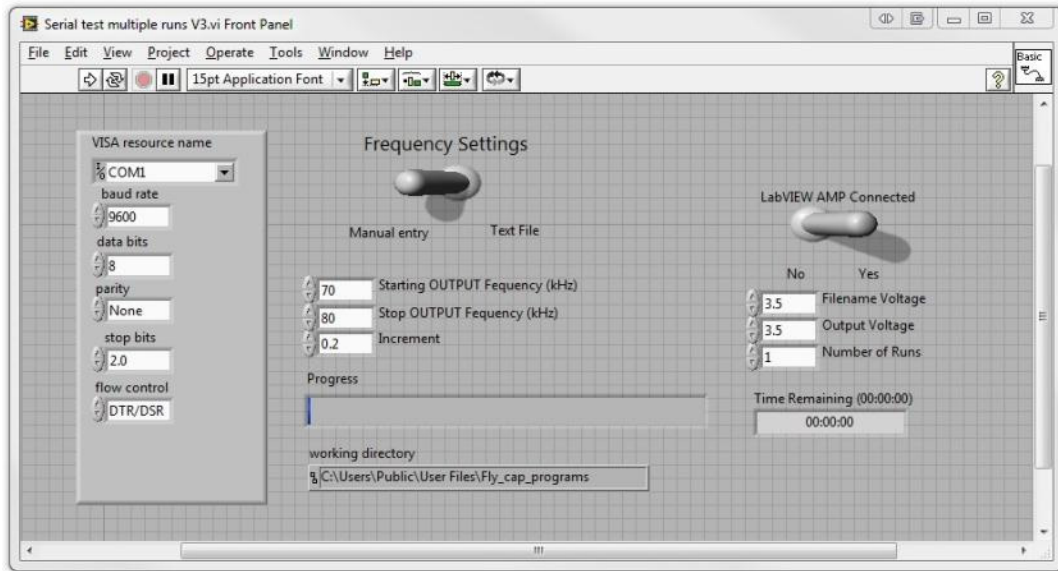 Serial test multiple runs V3.vi Front Panel
File Edit View Project Operate Tools Window Help
15pt Application Font
Basic
VISA resource name
COM1
baud rate
9600
data bits
8
parity
None
stop bits
2.0
flow control
DTR/DSR
Frequency Settings
Manual entry
Text File
70 Starting OUTPUT Fequency (kHz)
80 Stop OUTPUT Fequency (kHz)
0.2 Increment
Progress
working directory
C:\Users\Public\User Files\Fly_cap_programs
LabVIEW AMP Connected
No Yes
3.5 Filename Voltage
3.5 Output Voltage
1 Number of Runs
Time Remaining (00:00:00)
00:00:00